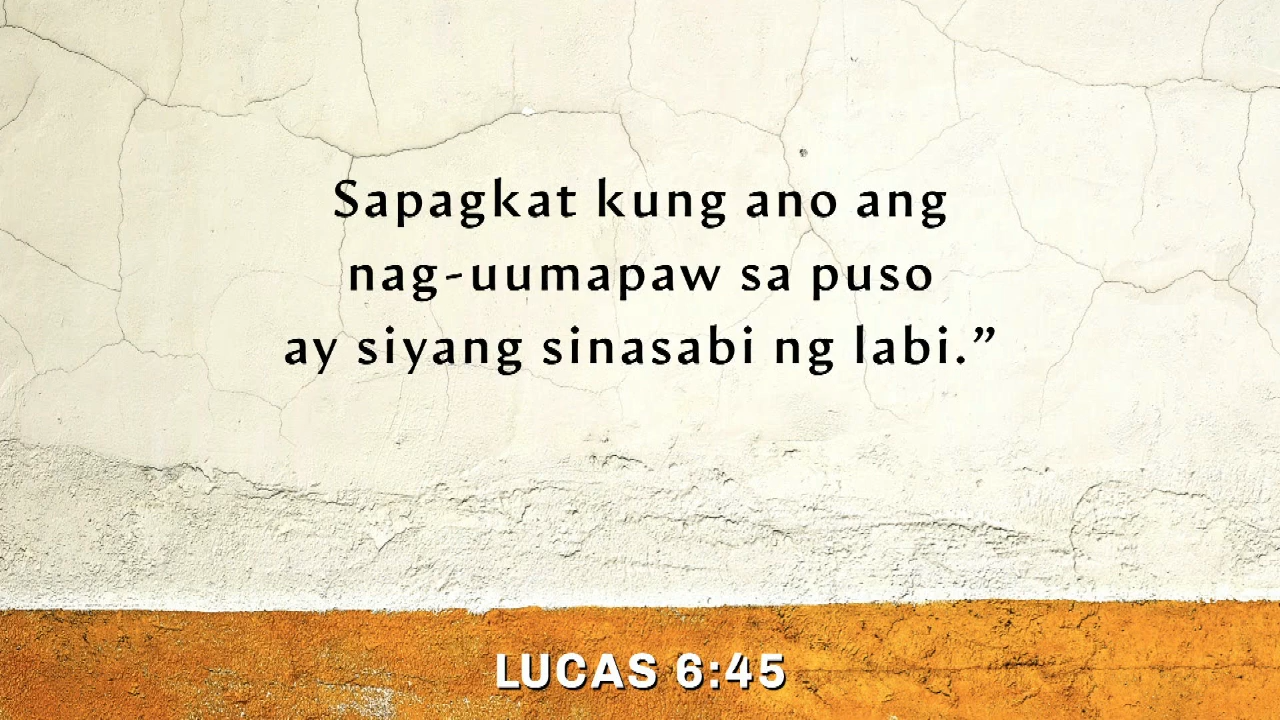 Sapagkat kung ano ang
nag-uumapaw sa puso
ay siyang sinasabi ng labi.”
LUCAS 6:45